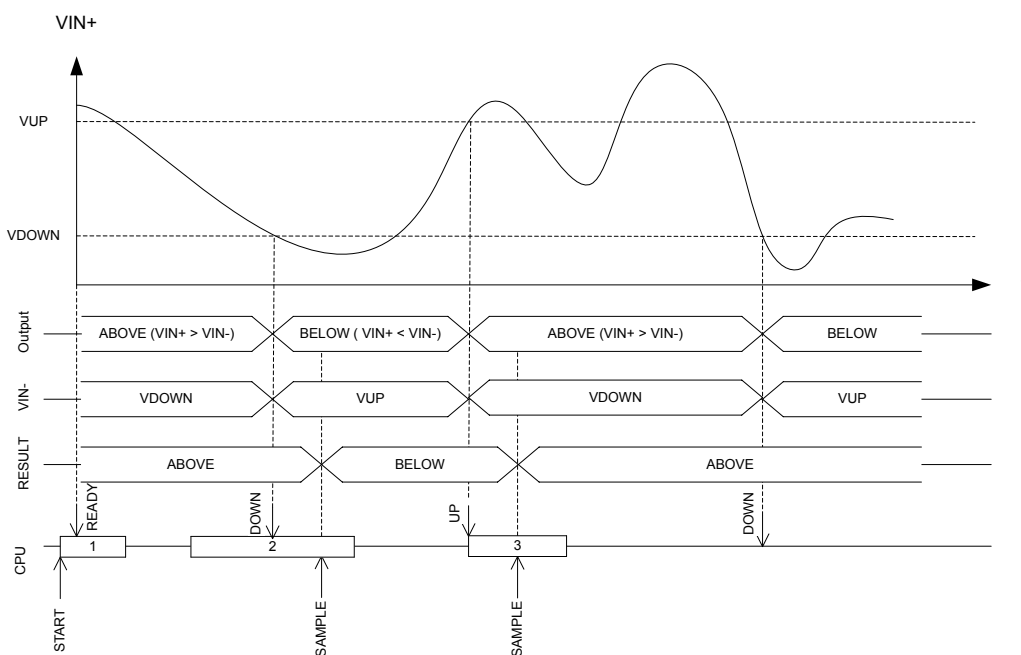 VIN+
VUP
VDOWN
Output
ABOVE (VIN+ > VIN-)
BELOW ( VIN+ < VIN-)
ABOVE (VIN+ > VIN-)
BELOW
VIN-
VDOWN
VUP
VDOWN
VUP
RESULT
ABOVE
BELOW
ABOVE
READY
DOWN
UP
DOWN
CPU
1
2
3
START
SAMPLE
SAMPLE